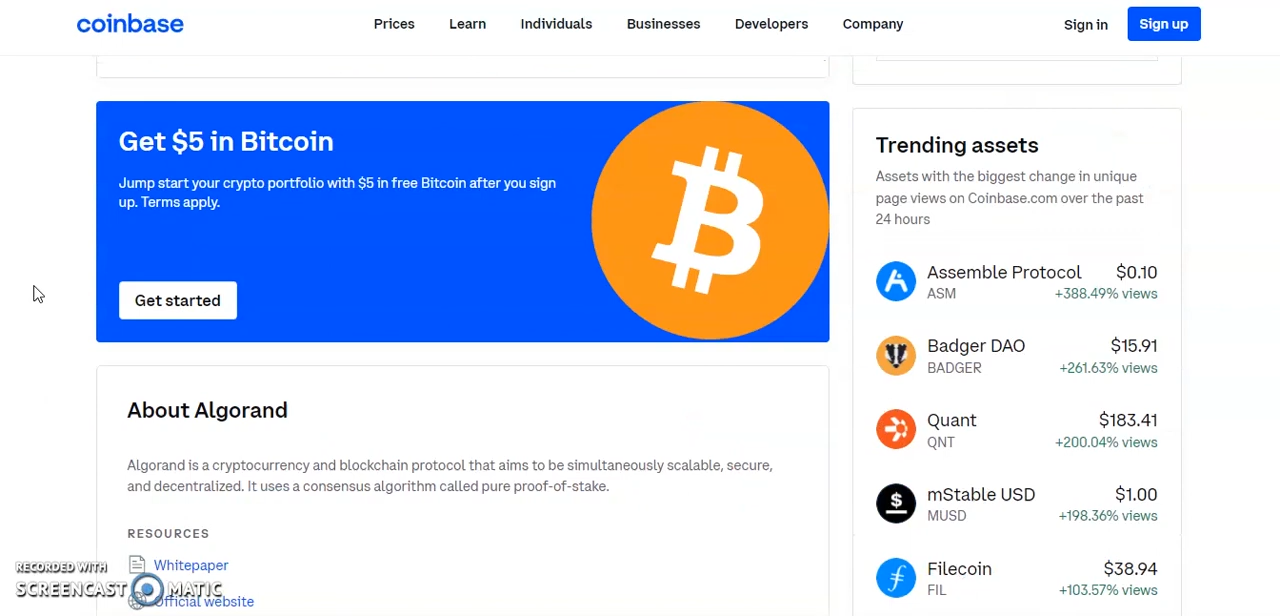 coinbase
Prices
Learn
Individuals
Businesses
Developers
Company
Sign in
Sign up
Get $5 in Bitcoin
Jump start your crypto portfolio with $5 in free Bitcoin after you sign
up. Terms apply.
Get started
About Algorand
Algorand is a cryptocurrency and blockchain protocol that aims to be simultaneously scalable, secure,
and decentralized. It uses a consensus algorithm called pure proof-of-stake.
RESOURCES
Whitepaper
Official website
Trending assets
Assets with the biggest change in unique
page views on Coinbase.com over the past
24 hours
Assemble Protocol $0.10
ASM +388.49% views
Badger DAO $15.91
BADGER +261.63% views
Quant $183.41
QNT +200.04% views
mStable USD $1.00
MUSD +198.36% views
Filecoin $38.94
FIL +103.57% views
RECORDED WITH
SCREENCAST MATIC